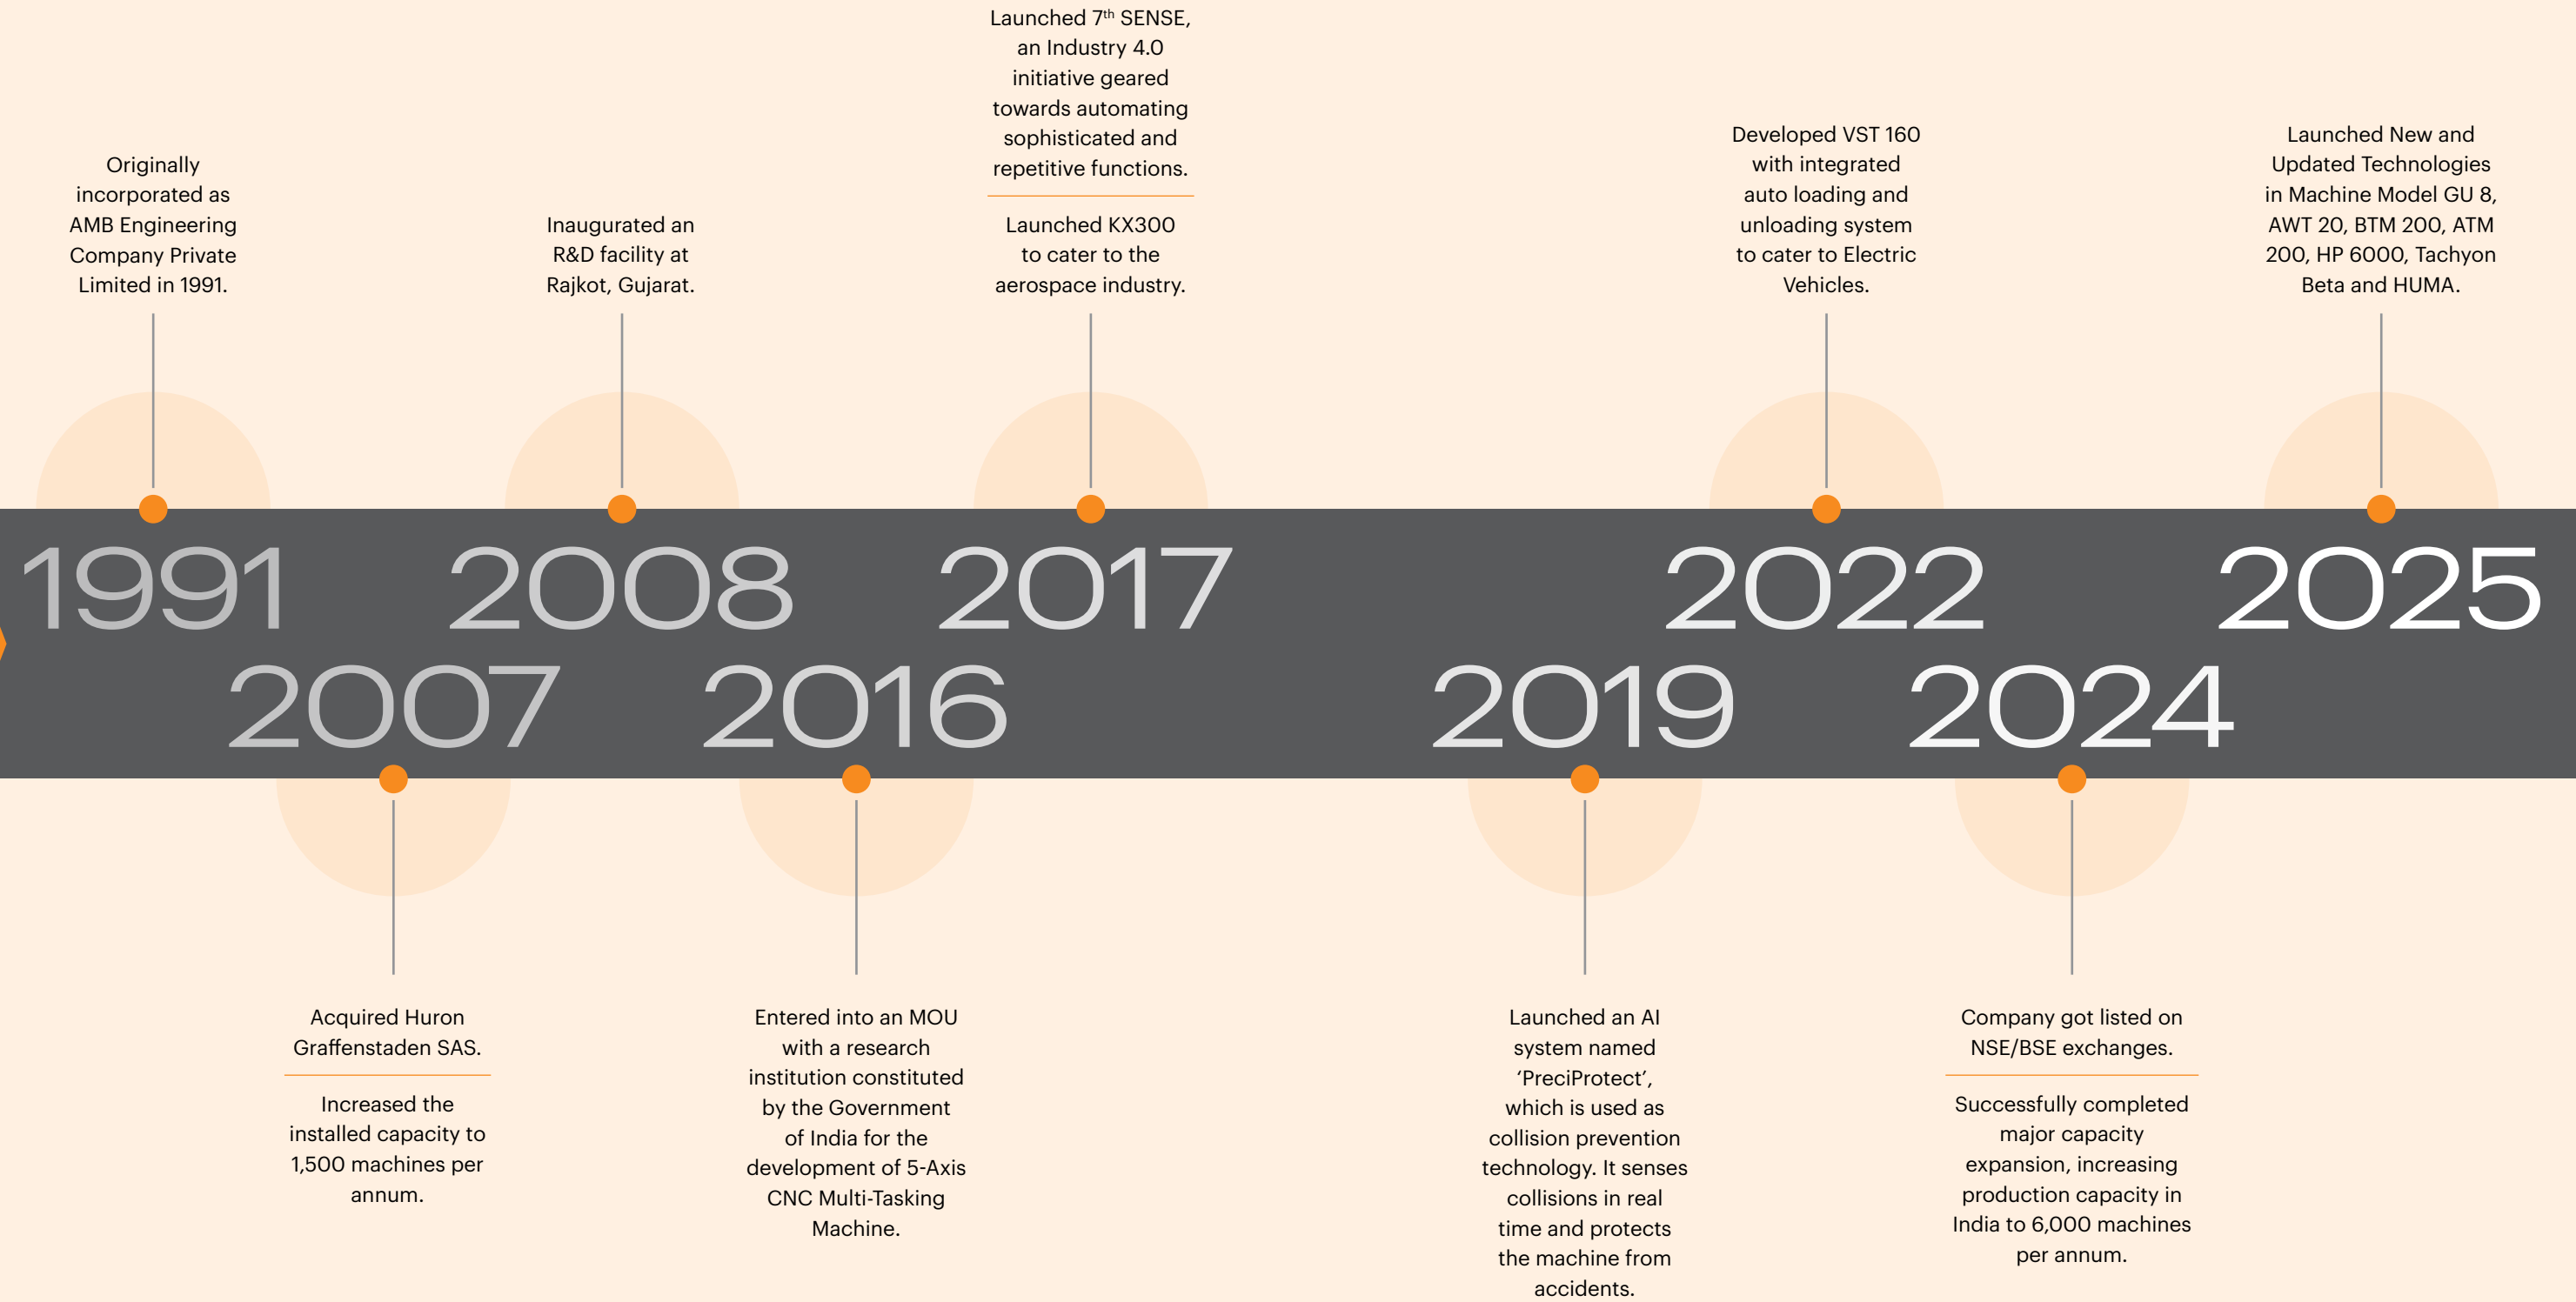 Originally
incorporated as
AMB Engineering
Company Private
Limited in 1991.
1991
2007
Acquired Huron
Graffenstaden SAS.
Increased the
installed capacity to
1,500 machines per
annum.
Inaugurated an
R&D facility at
Rajkot, Gujarat.
2008
2016
Entered into an MOU
with a research
institution constituted
by the Government
of India for the
development of 5-Axis
CNC Multi-Tasking
Machine.
Launched 7th SENSE,
an Industry 4.0
initiative geared
towards automating
sophisticated and
repetitive functions.
Launched KX300
to cater to the
aerospace industry.
2017
2019
Launched an AI
system named
‘PreciProtect’,
which is used as
collision prevention
technology. It senses
collisions in real
time and protects
the machine from
accidents.
Developed VST 160
with integrated
auto loading and
unloading system
to cater to Electric
Vehicles.
2022
2024
Company got listed on
NSE/BSE exchanges.
Successfully completed
major capacity
expansion, increasing
production capacity in
India to 6,000 machines
per annum.
Launched New and
Updated Technologies
in Machine Model GU 8,
AWT 20, BTM 200, ATM
200, HP 6000, Tachyon
Beta and HUMA.
2025